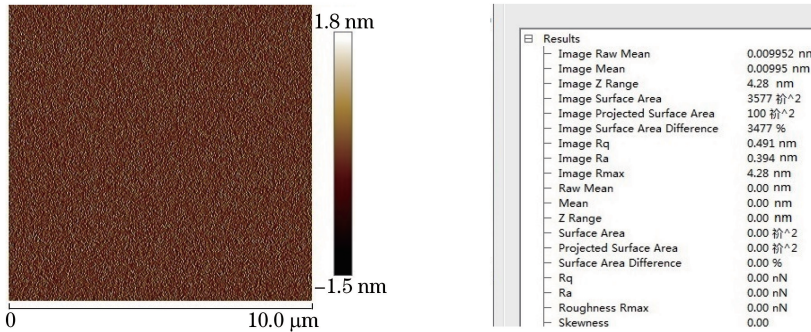 1.8 nm
−1.5 nm
0
10.0 μm
Results
Image Raw Mean 0.009952 nm
Image Mean 0.00995 nm
Image Z Range 4.28 nm
Image Surface Area 3577 祄^2
Image Projected Surface Area 100 祄^2
Image Surface Area Difference 3477 %
Image Rq 0.491 nm
Image Ra 0.394 nm
Image Rmax 4.28 nm
Raw Mean 0.00 nm
Mean 0.00 nm
Z Range 0.00 nm
Surface Area 0.00 祄^2
Projected Surface Area 0.00 祄^2
Surface Area Difference 0.00 %
Rq 0.00 nN
Ra 0.00 nN
Roughness Rmax 0.00 nN
Skewness 0.00